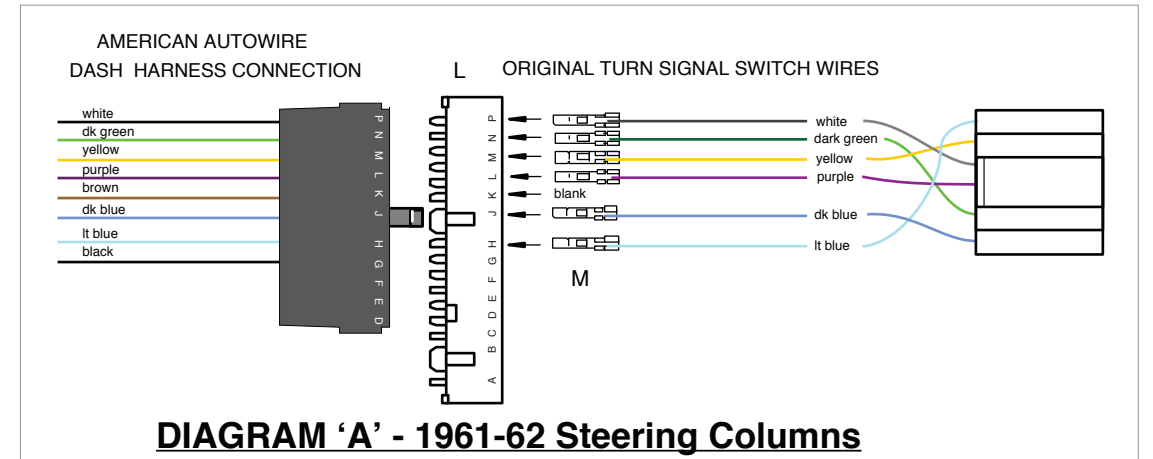 AMERICAN AUTOWIRE
DASH HARNESS CONNECTION
L
ORIGINAL TURN SIGNAL SWITCH WIRES
white
dk green
yellow
purple
brown
dk blue
lt blue
black
P
N
M
L
K
J
H
G
F
E
D
P
N
M
L
K
J
H
G
F
E
D
C
B
A
blank
M
white
dark green
yellow
purple
dk blue
lt blue
DIAGRAM ‘A’ - 1961-62 Steering Columns